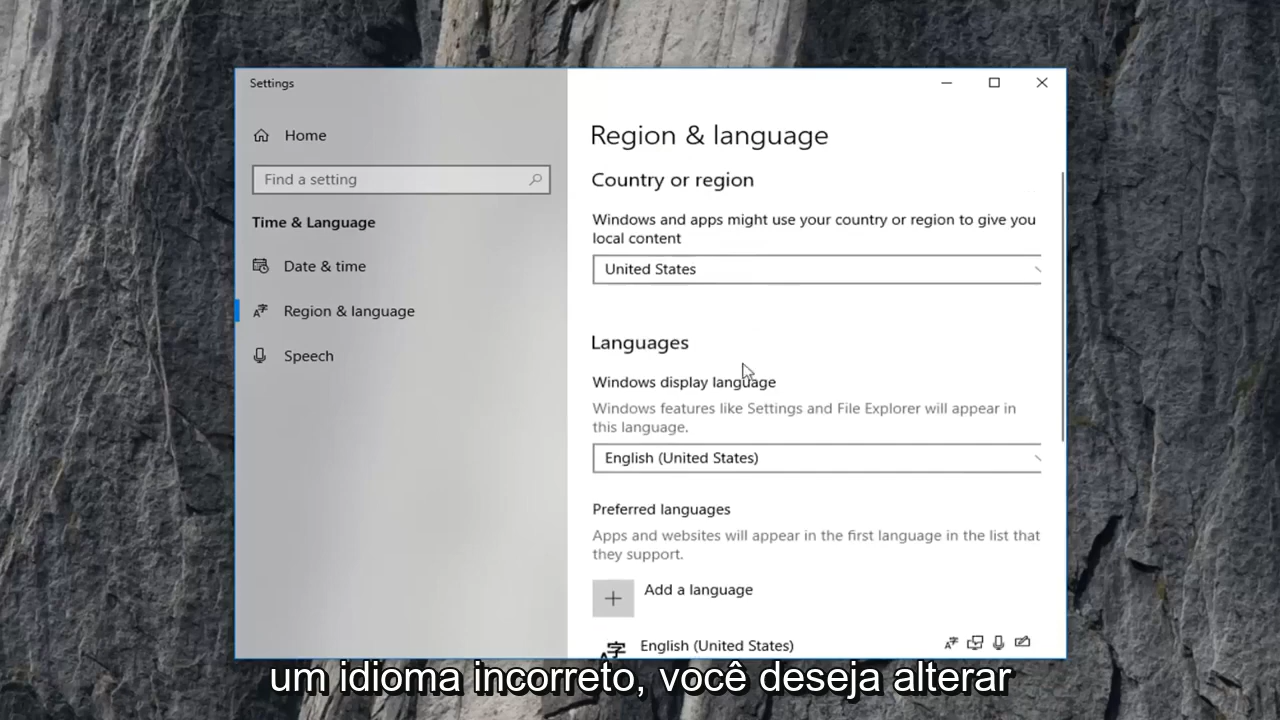 Settings
Home
Find a setting
Time & Language
Date & time
Region & language
Speech
Region & language
Country or region
Windows and apps might use your country or region to give you
local content
United States
Languages
Windows display language
Windows features like Settings and File Explorer will appear in
this language.
English (United States)
Preferred languages
Apps and websites will appear in the first language in the list that
they support.
Add a language
English (United States)
um idioma incorreto, você deseja alterar